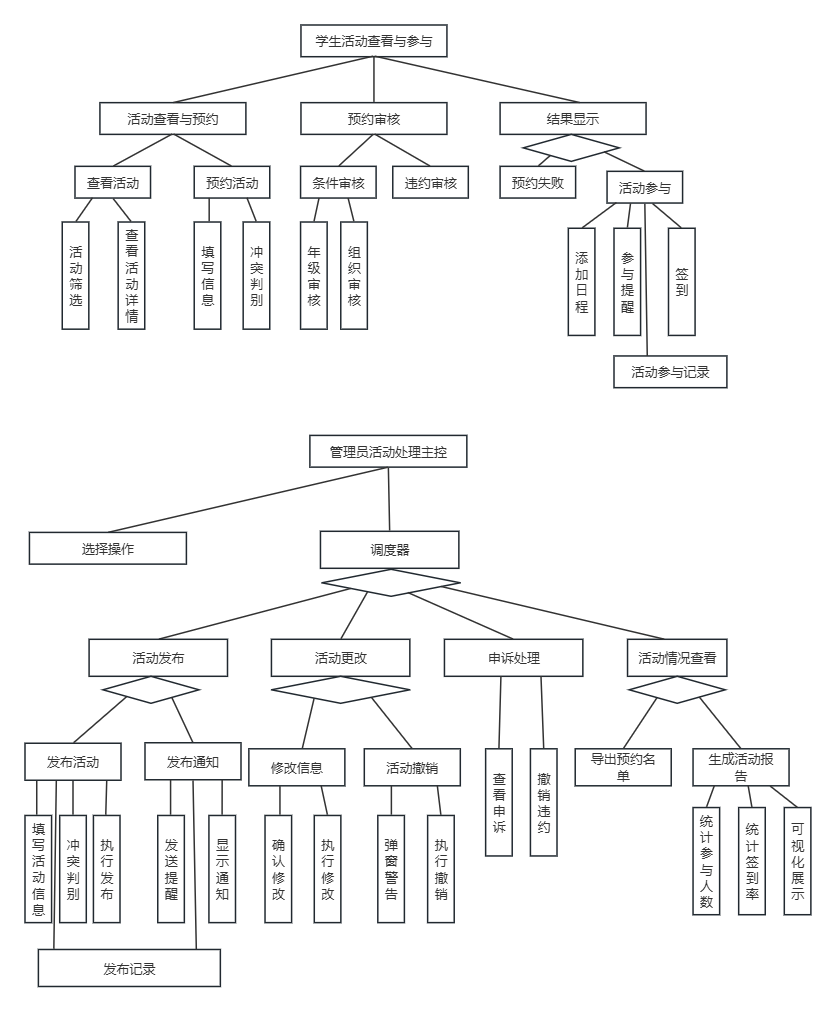 学生活动查看与参与
活动查看与预约
预约审核
结果显示
查看活动
预约活动
条件审核
违约审核
预约失败
活动参与
活动筛选
查看活动详情
填写信息
冲突判别
年级审核
组织审核
添加日程
参与提醒
签到
活动参与记录
管理员活动处理主控
选择操作
调度器
活动发布
活动更改
申诉处理
活动情况查看
发布活动
发布通知
修改信息
活动撤销
查看申诉
撤销违约
导出预约名
单
生成活动报
告
填写活动信息
冲突判别
执行发布
发送提醒
显示通知
确认修改
执行修改
弹窗警告
执行撤销
统计参与人数
统计签到率
可视化展示
发布记录